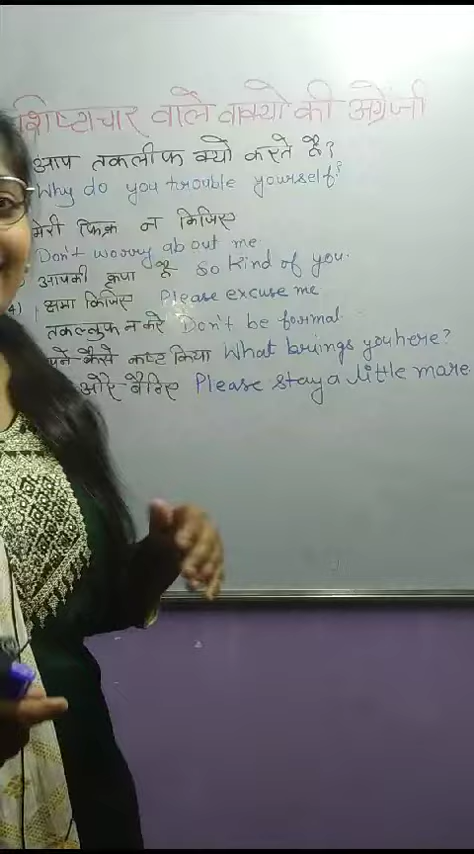 शिष्टाचार वाले वाक्यो की अंग्रेजी
आप तकलीफ क्यो करते है?
Why do you trouble yourself?
मेरी फिक्र न किजिए
Don't worry about me
आपकी कृपा है So kind of you.
4) क्षमा किजिए Please excuse me
तकल्लुफ न करे Don't be formal.
कैसे कष्ट किया What brings you here?
और बैठिए Please stay a little more.